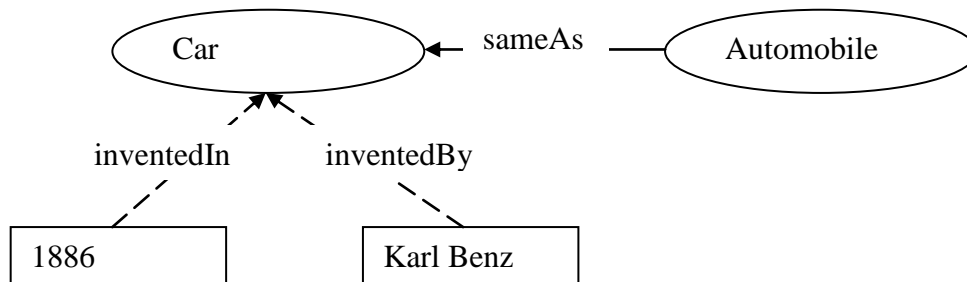 Car
sameAs
Automobile
inventedIn
inventedBy
1886
Karl Benz